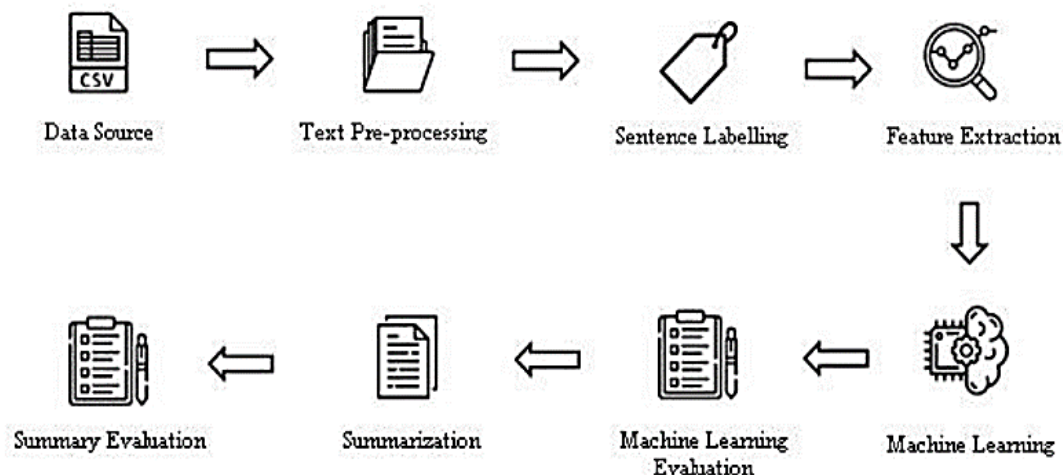 CSV
Data Source
Text Pre-processing
Sentence Labelling
Feature Extraction
Machine Learning
Machine Learning
Evaluation
Summarization
Summary Evaluation